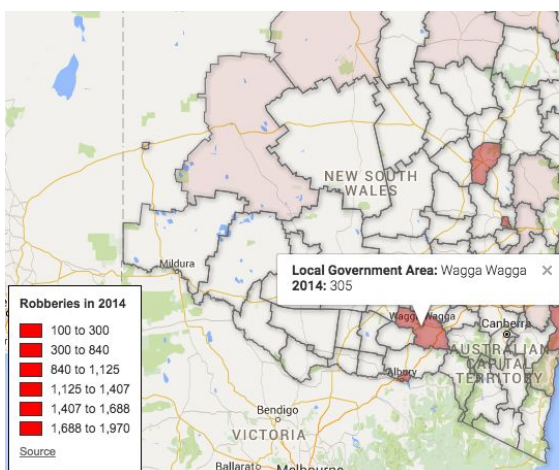 NEW SOUTH
WALES
Mildura
Local Government Area: Wagga Wagga ×
2014: 305
Robberies in 2014
100 to 300
300 to 840
840 to 1,125
1,125 to 1,407
1,407 to 1,688
1,688 to 1,970
Source
Wagga Wagga
Canberra
AUSTRALIAN
CAPITAL
TERRITORY
Albury
Bendigo
VICTORIA
Ballarat
Melbourne